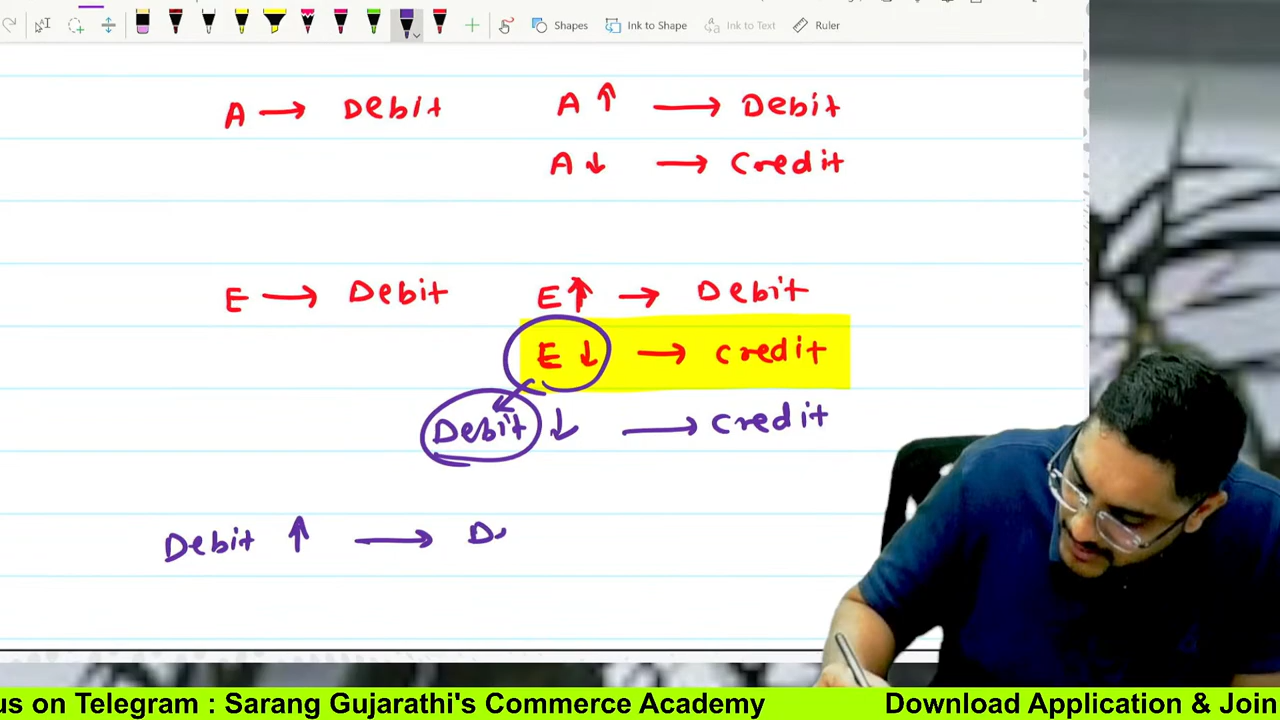 Shapes Ink to Shape Ink to Text Ruler
A → Debit A ↑ → Debit
A ↓ → Credit
E → Debit E ↑ → Debit
E ↓ → credit
Debit ↓ → credit
Debit ↑ →
us on Telegram : Sarang Gujarathi's Commerce Academy Download Application & Join